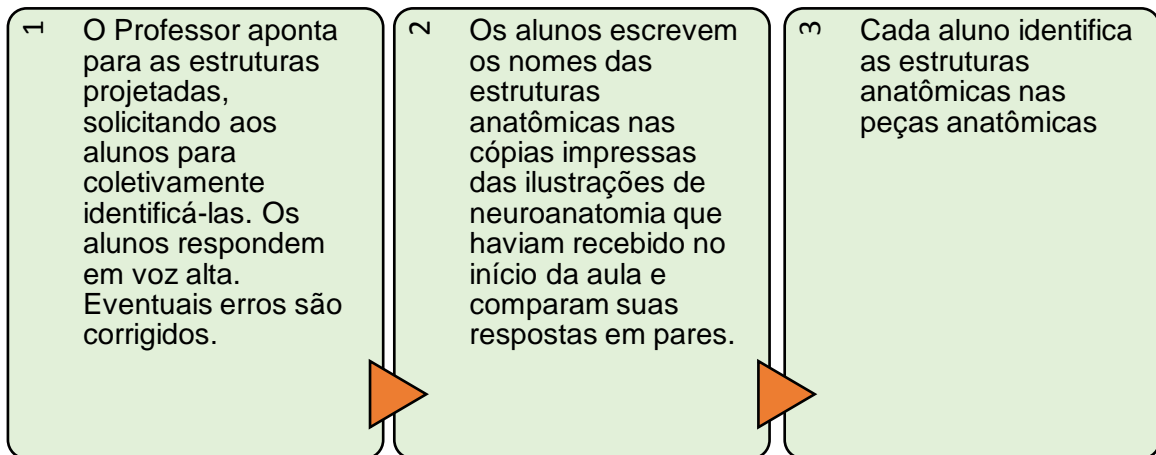 1
O Professor aponta
para as estruturas
projetadas,
solicitando aos
alunos para
coletivamente
identificá-las. Os
alunos respondem
em voz alta.
Eventuais erros são
corrigidos.
2
Os alunos escrevem
os nomes das
estruturas
anatômicas nas
cópias impressas
das ilustrações de
neuroanatomia que
haviam recebido no
início da aula e
comparam suas
respostas em pares.
3
Cada aluno identifica
as estruturas
anatômicas nas
peças anatômicas